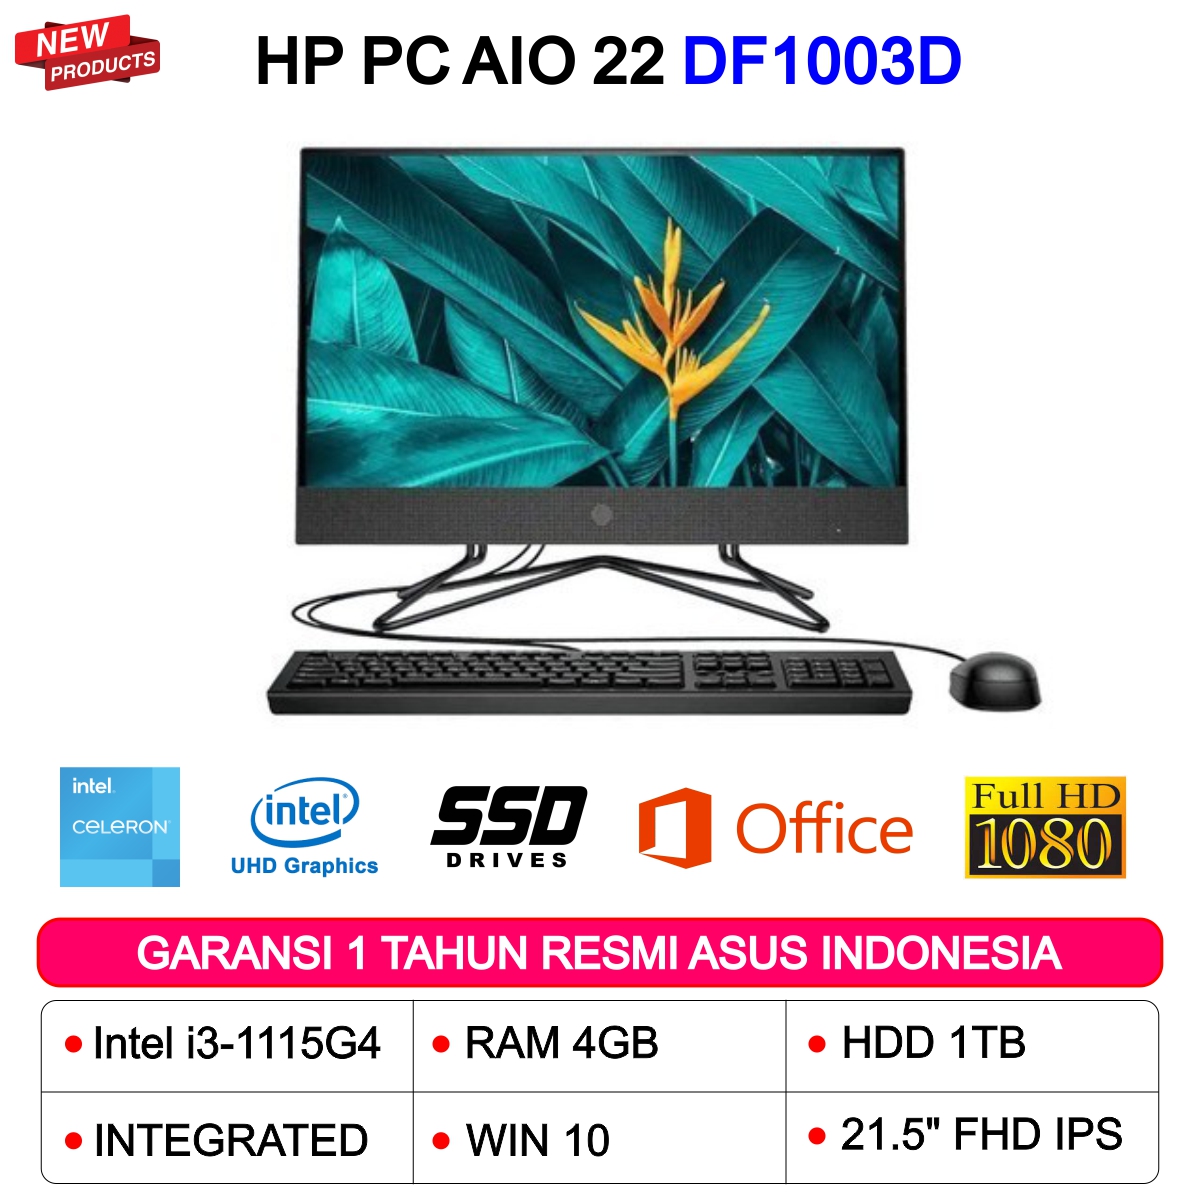 NEW
PRODUCTS
HP PC AIO 22 DF1003D
intel.
CELERON
intel
UHD Graphics
SSD
DRIVES
Office
Full HD
1080
GARANSI 1 TAHUN RESMI ASUS INDONESIA
Intel i3-1115G4
RAM 4GB
HDD 1TB
INTEGRATED
WIN 10
21.5" FHD IPS